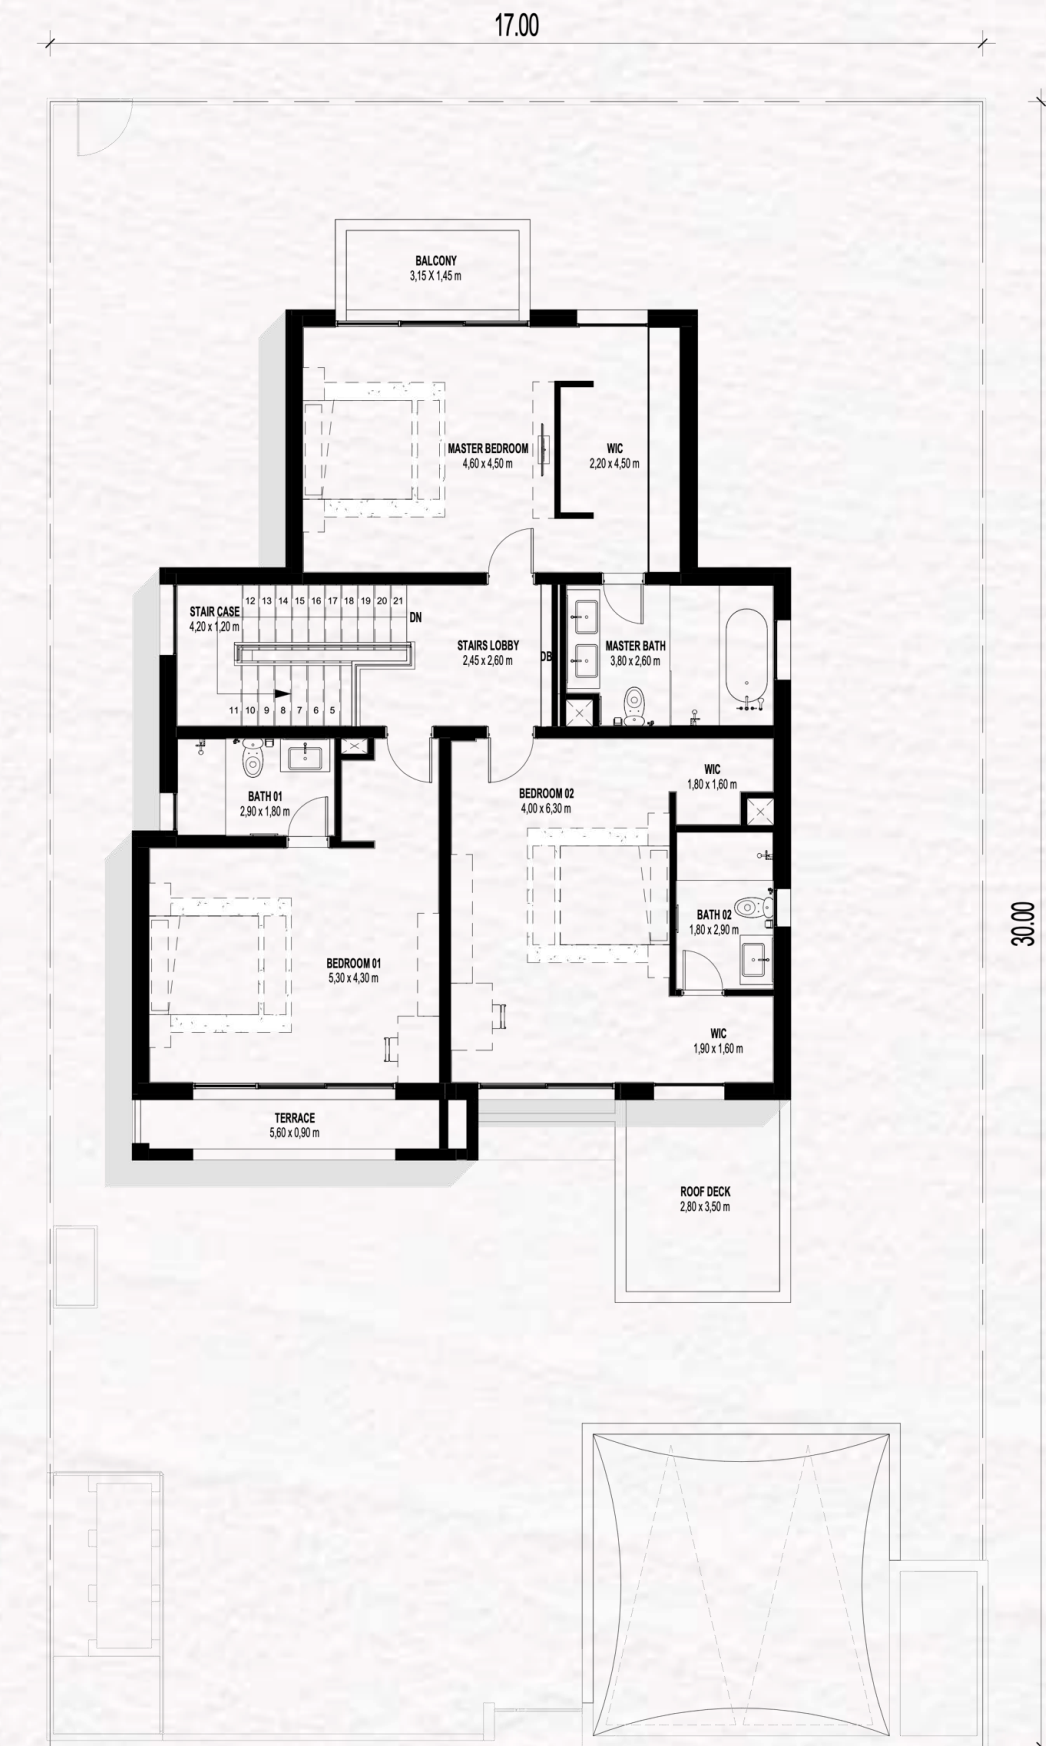 17.00
BALCONY
3,15 X 1,45 m
MASTER BEDROOM
4,60 x 4,50 m
WIC
2,20 x 4,50 m
STAIR CASE
4,20 x 1,20 m
12 13 14 15 16 17 18 19 20 21
DN
STAIRS LOBBY
2,45 x 2,60 m
DB
MASTER BATH
3,80 x 2,60 m
11 10 9 8 7 6 5
BATH 01
2,90 x 1,80 m
BEDROOM 02
4,00 x 6,30 m
WIC
1,80 x 1,60 m
BATH 02
1,80 x 2,90 m
30.00
BEDROOM 01
5,30 x 4,30 m
WIC
1,90 x 1,60 m
TERRACE
5,60 x 0,90 m
ROOF DECK
2,80 x 3,50 m